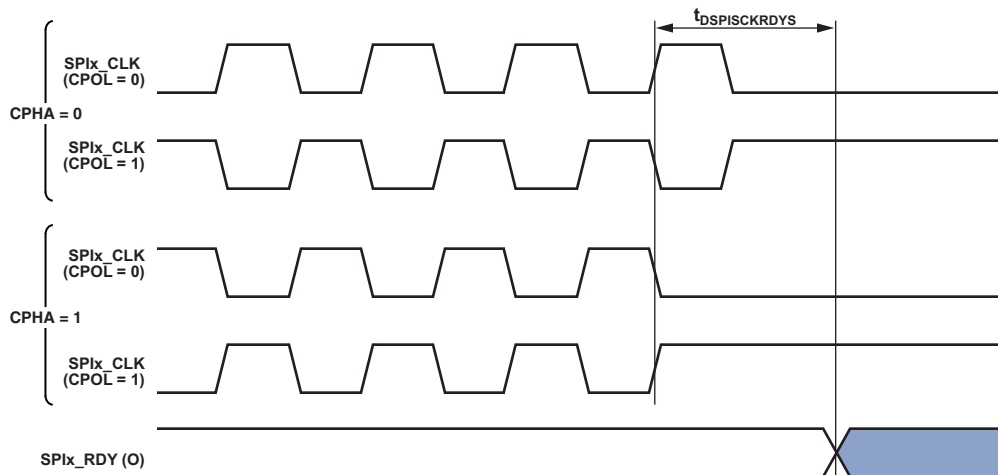 tDSPISCKRDYS
SPIx_CLK
(CPOL = 0)
CPHA = 0
SPIx_CLK
(CPOL = 1)
SPIx_CLK
(CPOL = 0)
CPHA = 1
SPIx_CLK
(CPOL = 1)
SPIx_RDY (O)